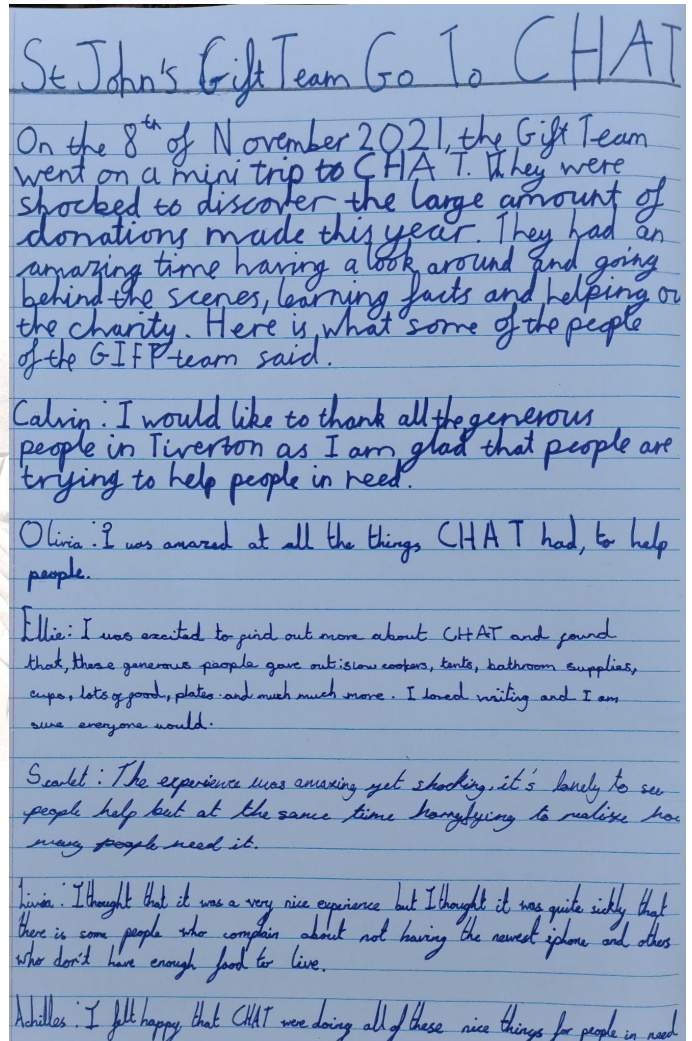 St John's Gift Team Go To CHAT
On the 8th of November 2021, the Gift Team
went on a mini trip to CHAT. They were
shocked to discover the large amount of
donations made this year. They had an
amazing time having a look around and going
behind the scenes, learning facts and helping ou
the charity. Here is what some of the people
of the GIFT team said.
Calvin: I would like to thank all the generous
people in Tiverton as I am glad that people are
trying to help people in need.
Olivia: I was amazed at all the things CHAT had, to help
people.
Ellie: I was excited to find out more about CHAT and found
that, these generous people gave out: slow cookers, tents, bathroom supplies,
cups, lots of food, plates and much much more. I loved writing and I am
sure everyone would.
Scarlet: The experience was amazing yet shocking, it's lovely to see
people help but at the same time horryfying to realise ho
many people need it.
Livia: I thought that it was a very nice experience but I thought it was quite sickly that
there is some people who complain about not having the newest iphone and others
who don't have enough food to live.
Achilles: I felt happy that CHAT were doing all of these nice things for people in need